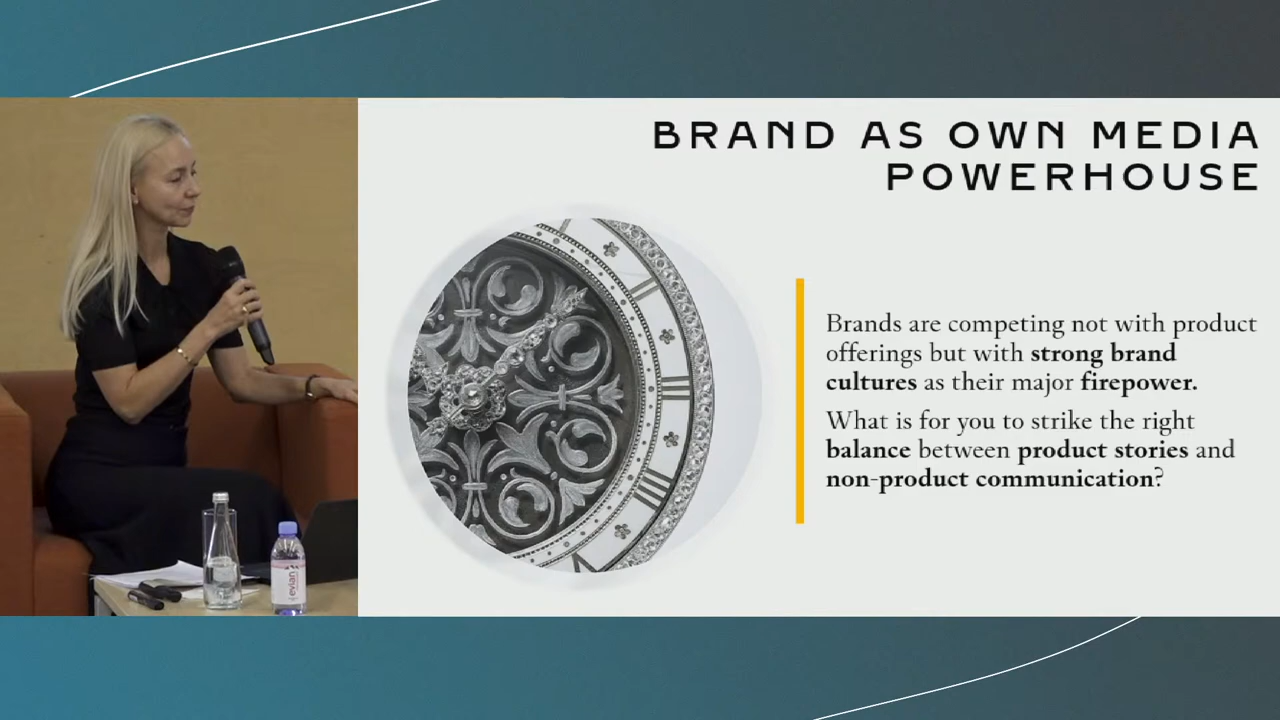 BRAND AS OWN MEDIA
POWERHOUSE
Brands are competing not with product
offerings but with strong brand
cultures as their major firepower.
What is for you to strike the right
balance between product stories and
non-product communication?
evian